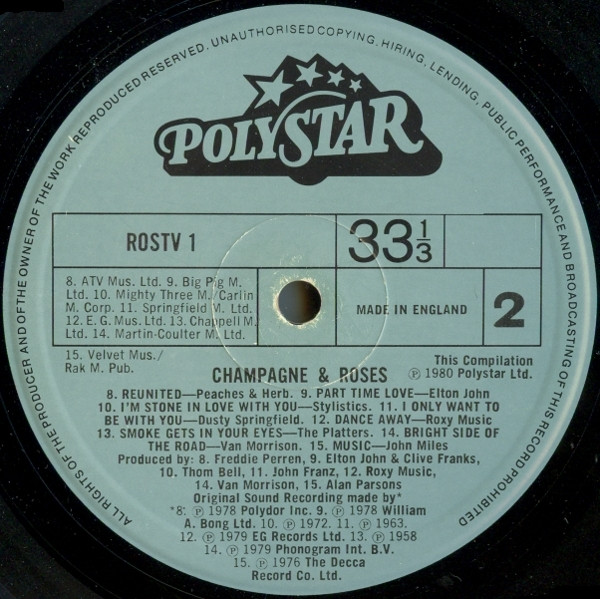 ALL RIGHTS OF THE PRODUCER AND OF THE OWNER OF THE WORK REPRODUCED RESERVED. UNAUTHORISED COPYING, HIRING, LENDING, PUBLIC PERFORMANCE AND BROADCASTING OF THIS RECORD PROHIBITED
POLYSTAR
ROSTV 1
33 1/3
8. ATV Mus. Ltd. 9. Big Pig M.
Ltd. 10. Mighty Three M./Carlin
M. Corp. 11. Springfield M. Ltd.
12. E.G. Mus. Ltd. 13. Chappell M.
Ltd. 14. Martin-Coulter M. Ltd.
15. Velvet Mus./
Rak M. Pub.
MADE IN ENGLAND
2
This Compilation
℗ 1980 Polystar Ltd.
CHAMPAGNE & ROSES
8. REUNITED—Peaches & Herb. 9. PART TIME LOVE—Elton John
10. I'M STONE IN LOVE WITH YOU—Stylistics. 11. I ONLY WANT TO
BE WITH YOU—Dusty Springfield. 12. DANCE AWAY—Roxy Music
13. SMOKE GETS IN YOUR EYES—The Platters. 14. BRIGHT SIDE OF
THE ROAD—Van Morrison. 15. MUSIC—John Miles
Produced by: 8. Freddie Perren, 9. Elton John & Clive Franks,
10. Thom Bell, 11. John Franz, 12. Roxy Music,
14. Van Morrison, 15. Alan Parsons
Original Sound Recording made by*
*8. ℗ 1978 Polydor Inc. 9. ℗ 1978 William
A. Bong Ltd. 10. ℗ 1972. 11. ℗ 1963.
12. ℗ 1979 EG Records Ltd. 13. ℗ 1958
14. ℗ 1979 Phonogram Int. B.V.
15. ℗ 1976 The Decca
Record Co. Ltd.